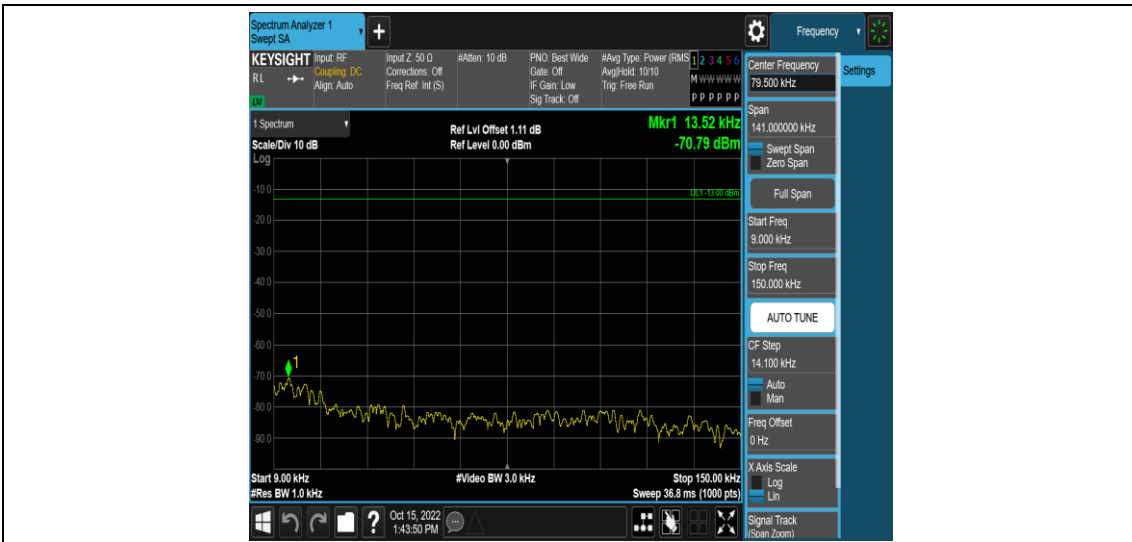 Spectrum Analyzer 1
Swept SA
Frequency
KEYSIGHT
RL
LXI
Input: RF
Coupling: DC
Align: Auto
Input Z: 50 Ω
Corrections: Off
Freq Ref: Int (S)
#Atten: 10 dB
PNO: Best Wide
Gate: Off
IF Gain: Low
Sig Track: Off
#Avg Type: Power (RMS
Avg|Hold: 10/10
Trig: Free Run
1 2 3 4 5 6
M W W W W W
P P P P P P
Center Frequency
79.500 kHz
Settings
1 Spectrum
Scale/Div 10 dB
Log
Ref Lvl Offset 1.11 dB
Ref Level 0.00 dBm
Mkr1 13.52 kHz
-70.79 dBm
DL1 -13.00 dBm
-10.0
-20.0
-30.0
-40.0
-50.0
-60.0
-70.0
-80.0
-90.0
1
Start 9.00 kHz
#Res BW 1.0 kHz
#Video BW 3.0 kHz
Stop 150.00 kHz
Sweep 36.8 ms (1000 pts)
Span
141.000000 kHz
Swept Span
Zero Span
Full Span
Start Freq
9.000 kHz
Stop Freq
150.000 kHz
AUTO TUNE
CF Step
14.100 kHz
Auto
Man
Freq Offset
0 Hz
X Axis Scale
Log
Lin
Signal Track
(Span Zoom)
?
Oct 15, 2022
1:43:50 PM